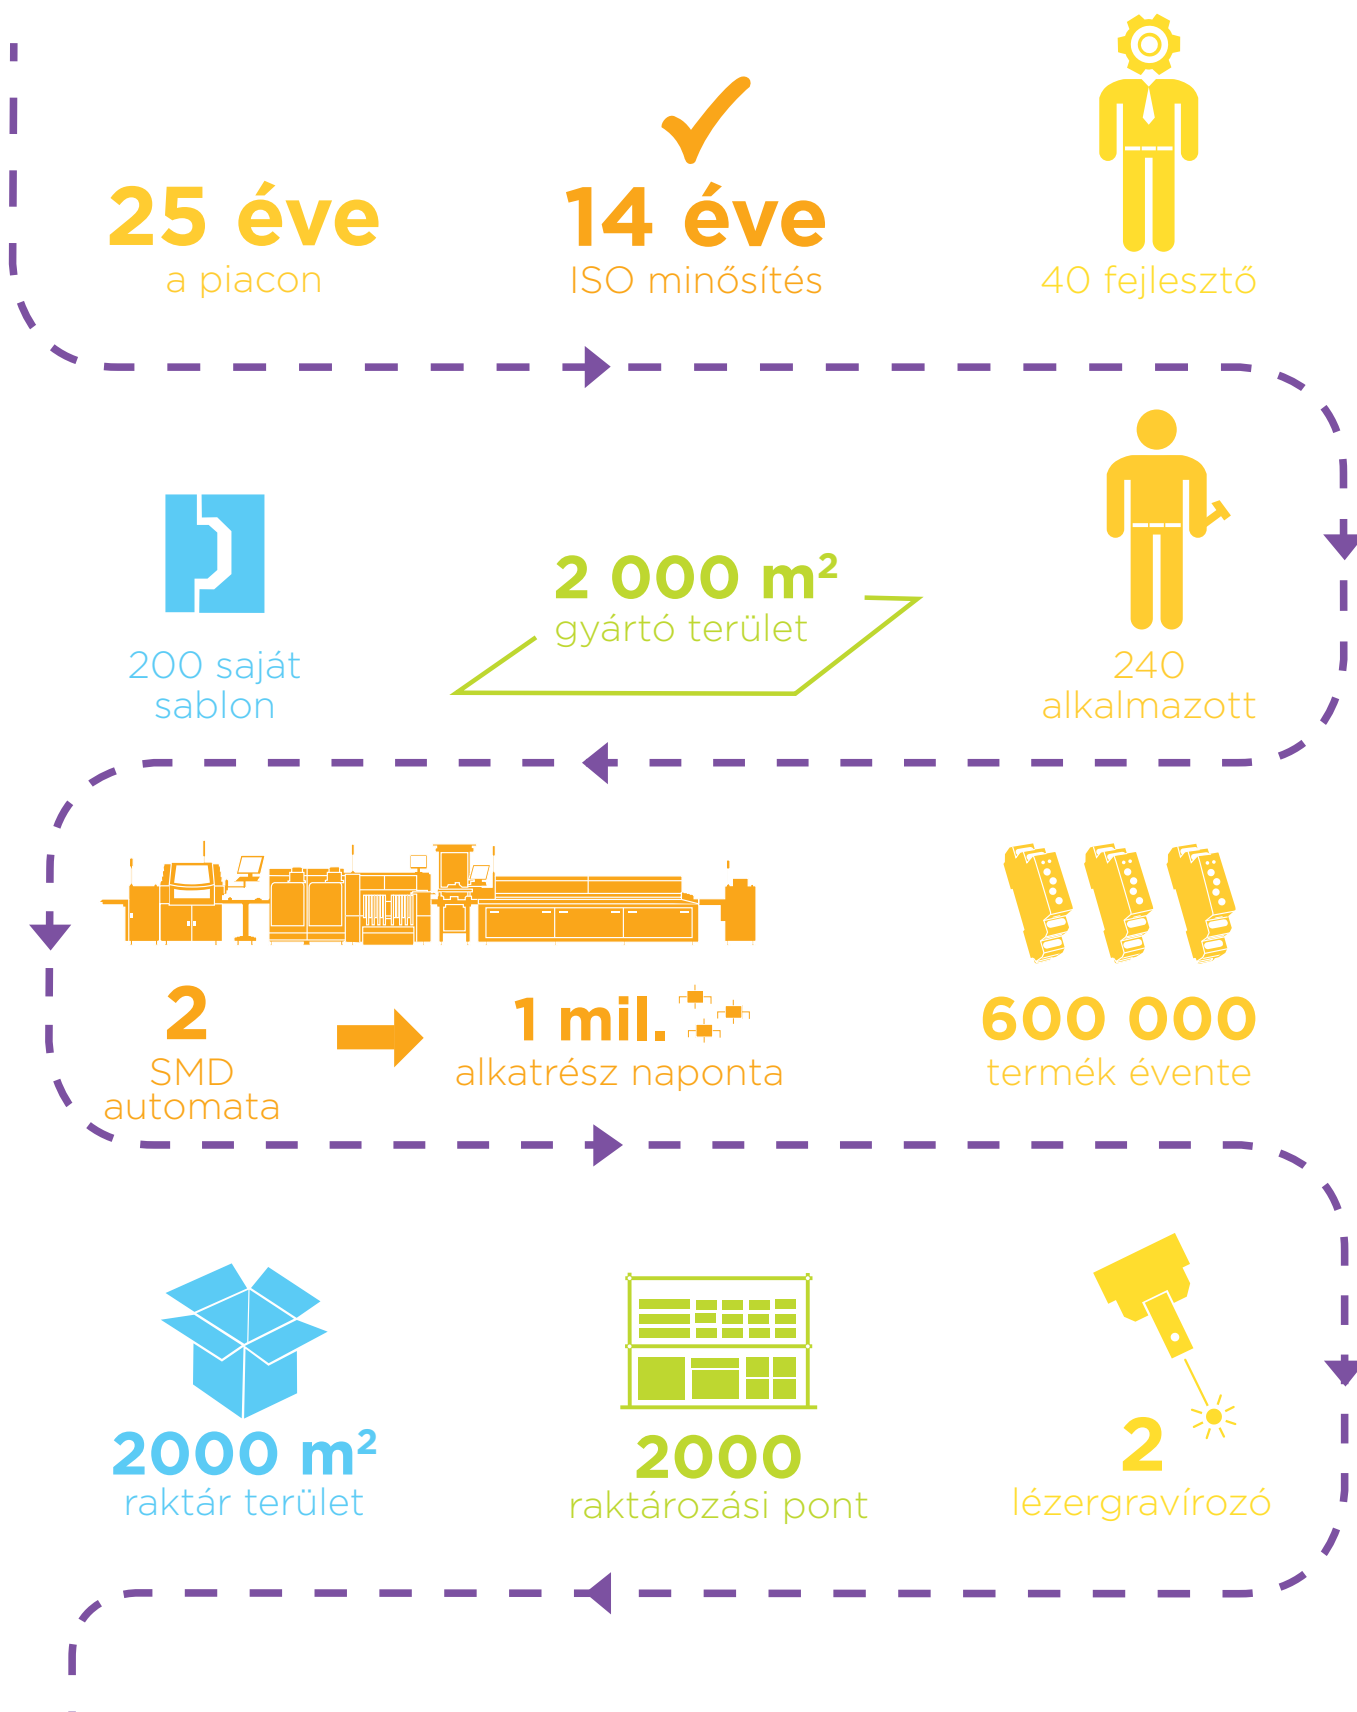 25 éve
a piacon
14 éve
ISO minősítés
40 fejlesztő
200 saját
sablon
2 000 m²
gyártó terület
240
alkalmazott
2
SMD
automata
1 mil.
alkatrész naponta
600 000
termék évente
2000 m²
raktár terület
2000
raktározási pont
2
lézergravírozó